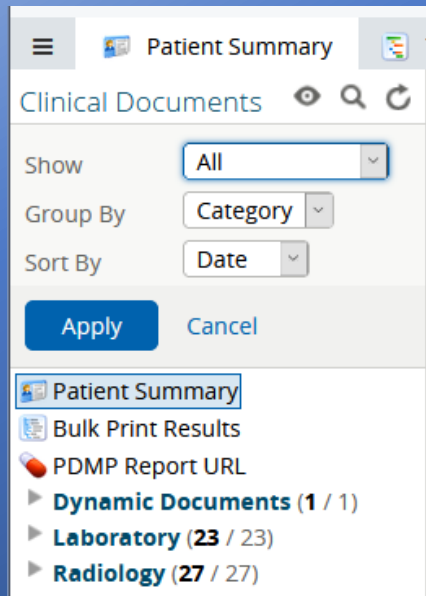 Patient Summary
Clinical Documents
Show All
Group By Category
Sort By Date
Apply Cancel
Patient Summary
Bulk Print Results
PDMP Report URL
Dynamic Documents (1 / 1)
Laboratory (23 / 23)
Radiology (27 / 27)